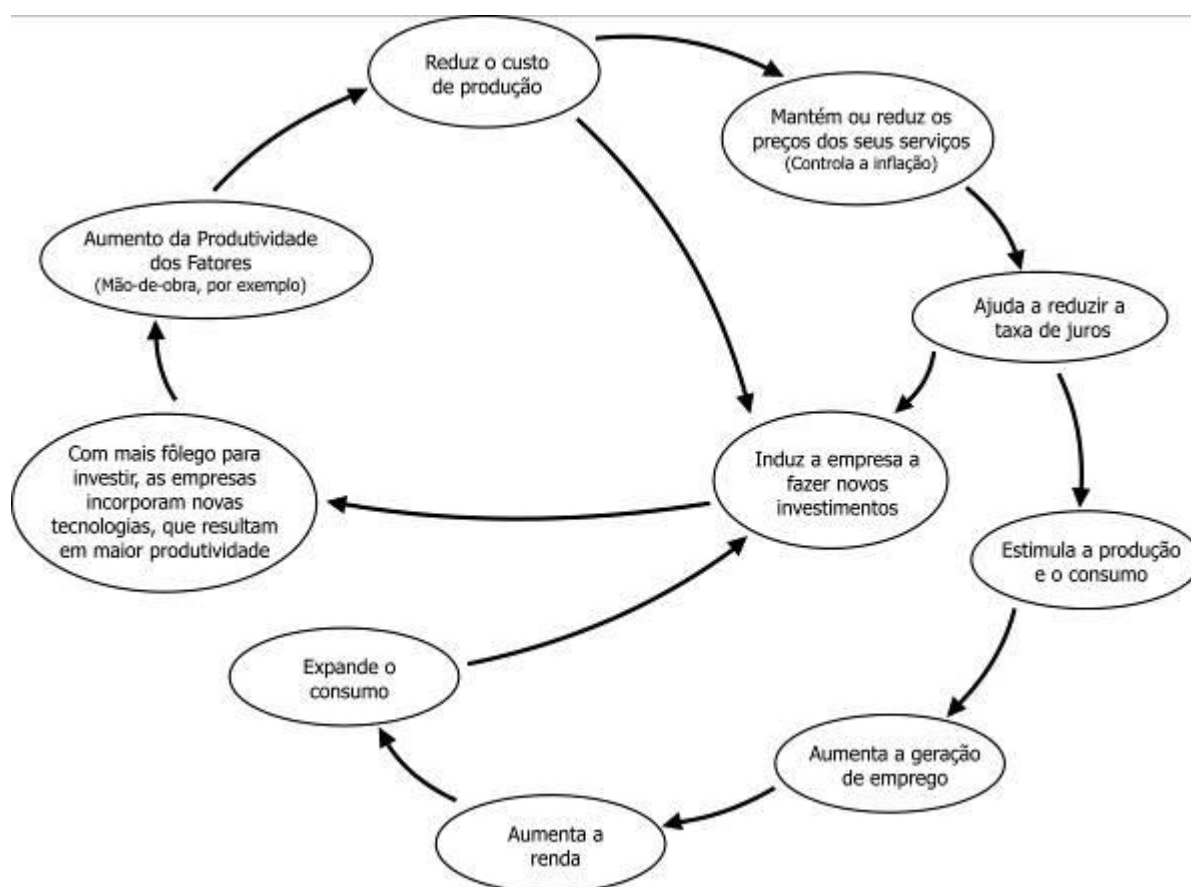 Reduz o custo
de produção
Mantém ou reduz os
preços dos seus serviços
(Controla a inflação)
Aumento da Produtividade
dos Fatores
(Mão-de-obra, por exemplo)
Ajuda a reduzir a
taxa de juros
Com mais fôlego para
investir, as empresas
incorporam novas
tecnologias, que resultam
em maior produtividade
Induz a empresa a
fazer novos
investimentos
Estimula a produção
e o consumo
Expande o
consumo
Aumenta a geração
de emprego
Aumenta a
renda